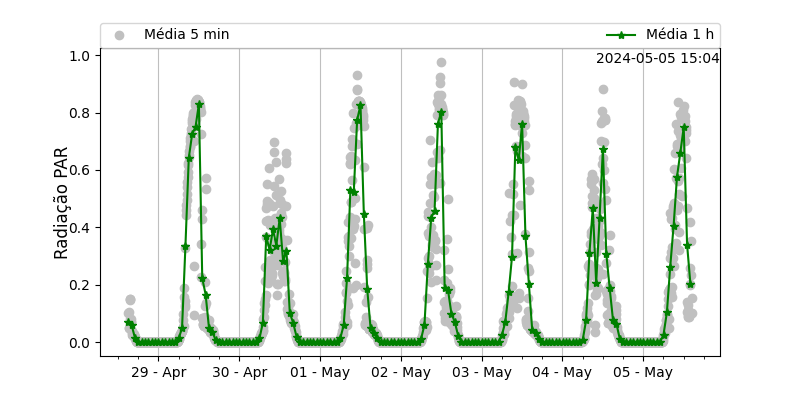 Média 5 min
Média 1 h
2024-05-05 15:04
Radiação PAR
1.0
0.8
0.6
0.4
0.2
0.0
29 - Apr
30 - Apr
01 - May
02 - May
03 - May
04 - May
05 - May